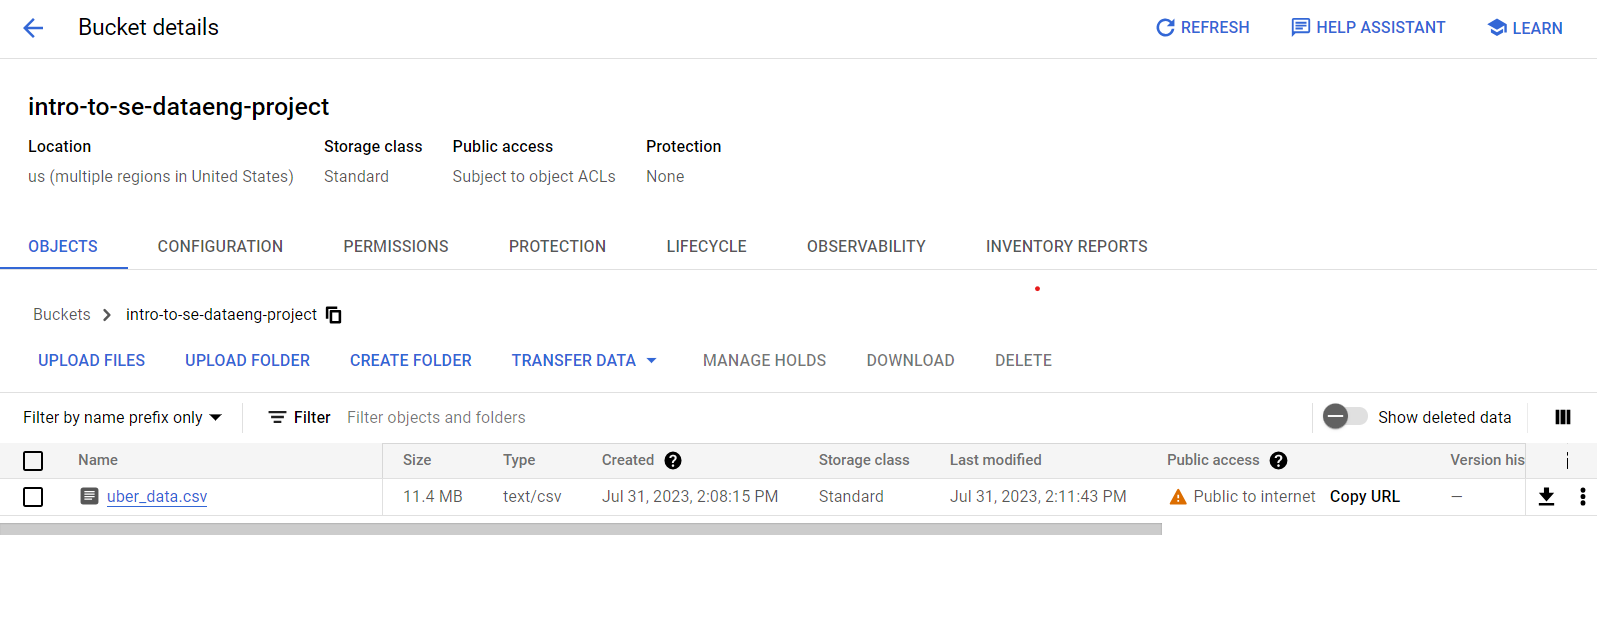 Bucket details
REFRESH HELP ASSISTANT LEARN
intro-to-se-dataeng-project
Location Storage class Public access Protection
us (multiple regions in United States) Standard Subject to object ACLs None
OBJECTS CONFIGURATION PERMISSIONS PROTECTION LIFECYCLE OBSERVABILITY INVENTORY REPORTS
Buckets > intro-to-se-dataeng-project
UPLOAD FILES UPLOAD FOLDER CREATE FOLDER TRANSFER DATA MANAGE HOLDS DOWNLOAD DELETE
Filter by name prefix only Filter Filter objects and folders Show deleted data
Name Size Type Created Storage class Last modified Public access Version his
uber_data.csv 11.4 MB text/csv Jul 31, 2023, 2:08:15 PM Standard Jul 31, 2023, 2:11:43 PM Public to internet Copy URL —